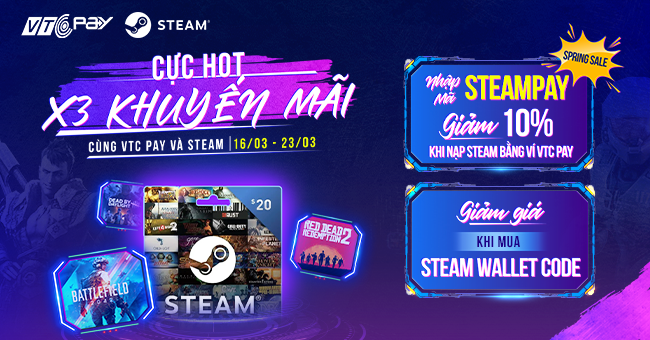 VTC Pay
STEAM®
CỰC HOT
X3 KHUYẾN MÃI
CÙNG VTC PAY VÀ STEAM | 16/03 - 23/03
SPRING SALE
Nhập Mã STEAMPAY
Giảm 10%
KHI NẠP STEAM BẰNG VÍ VTC PAY
Giảm giá
KHI MUA
STEAM WALLET CODE
DEAD BY DAYLIGHT
$20
RUST
RED DEAD
REDEMPTION 2
BATTLEFIELD
STEAM®